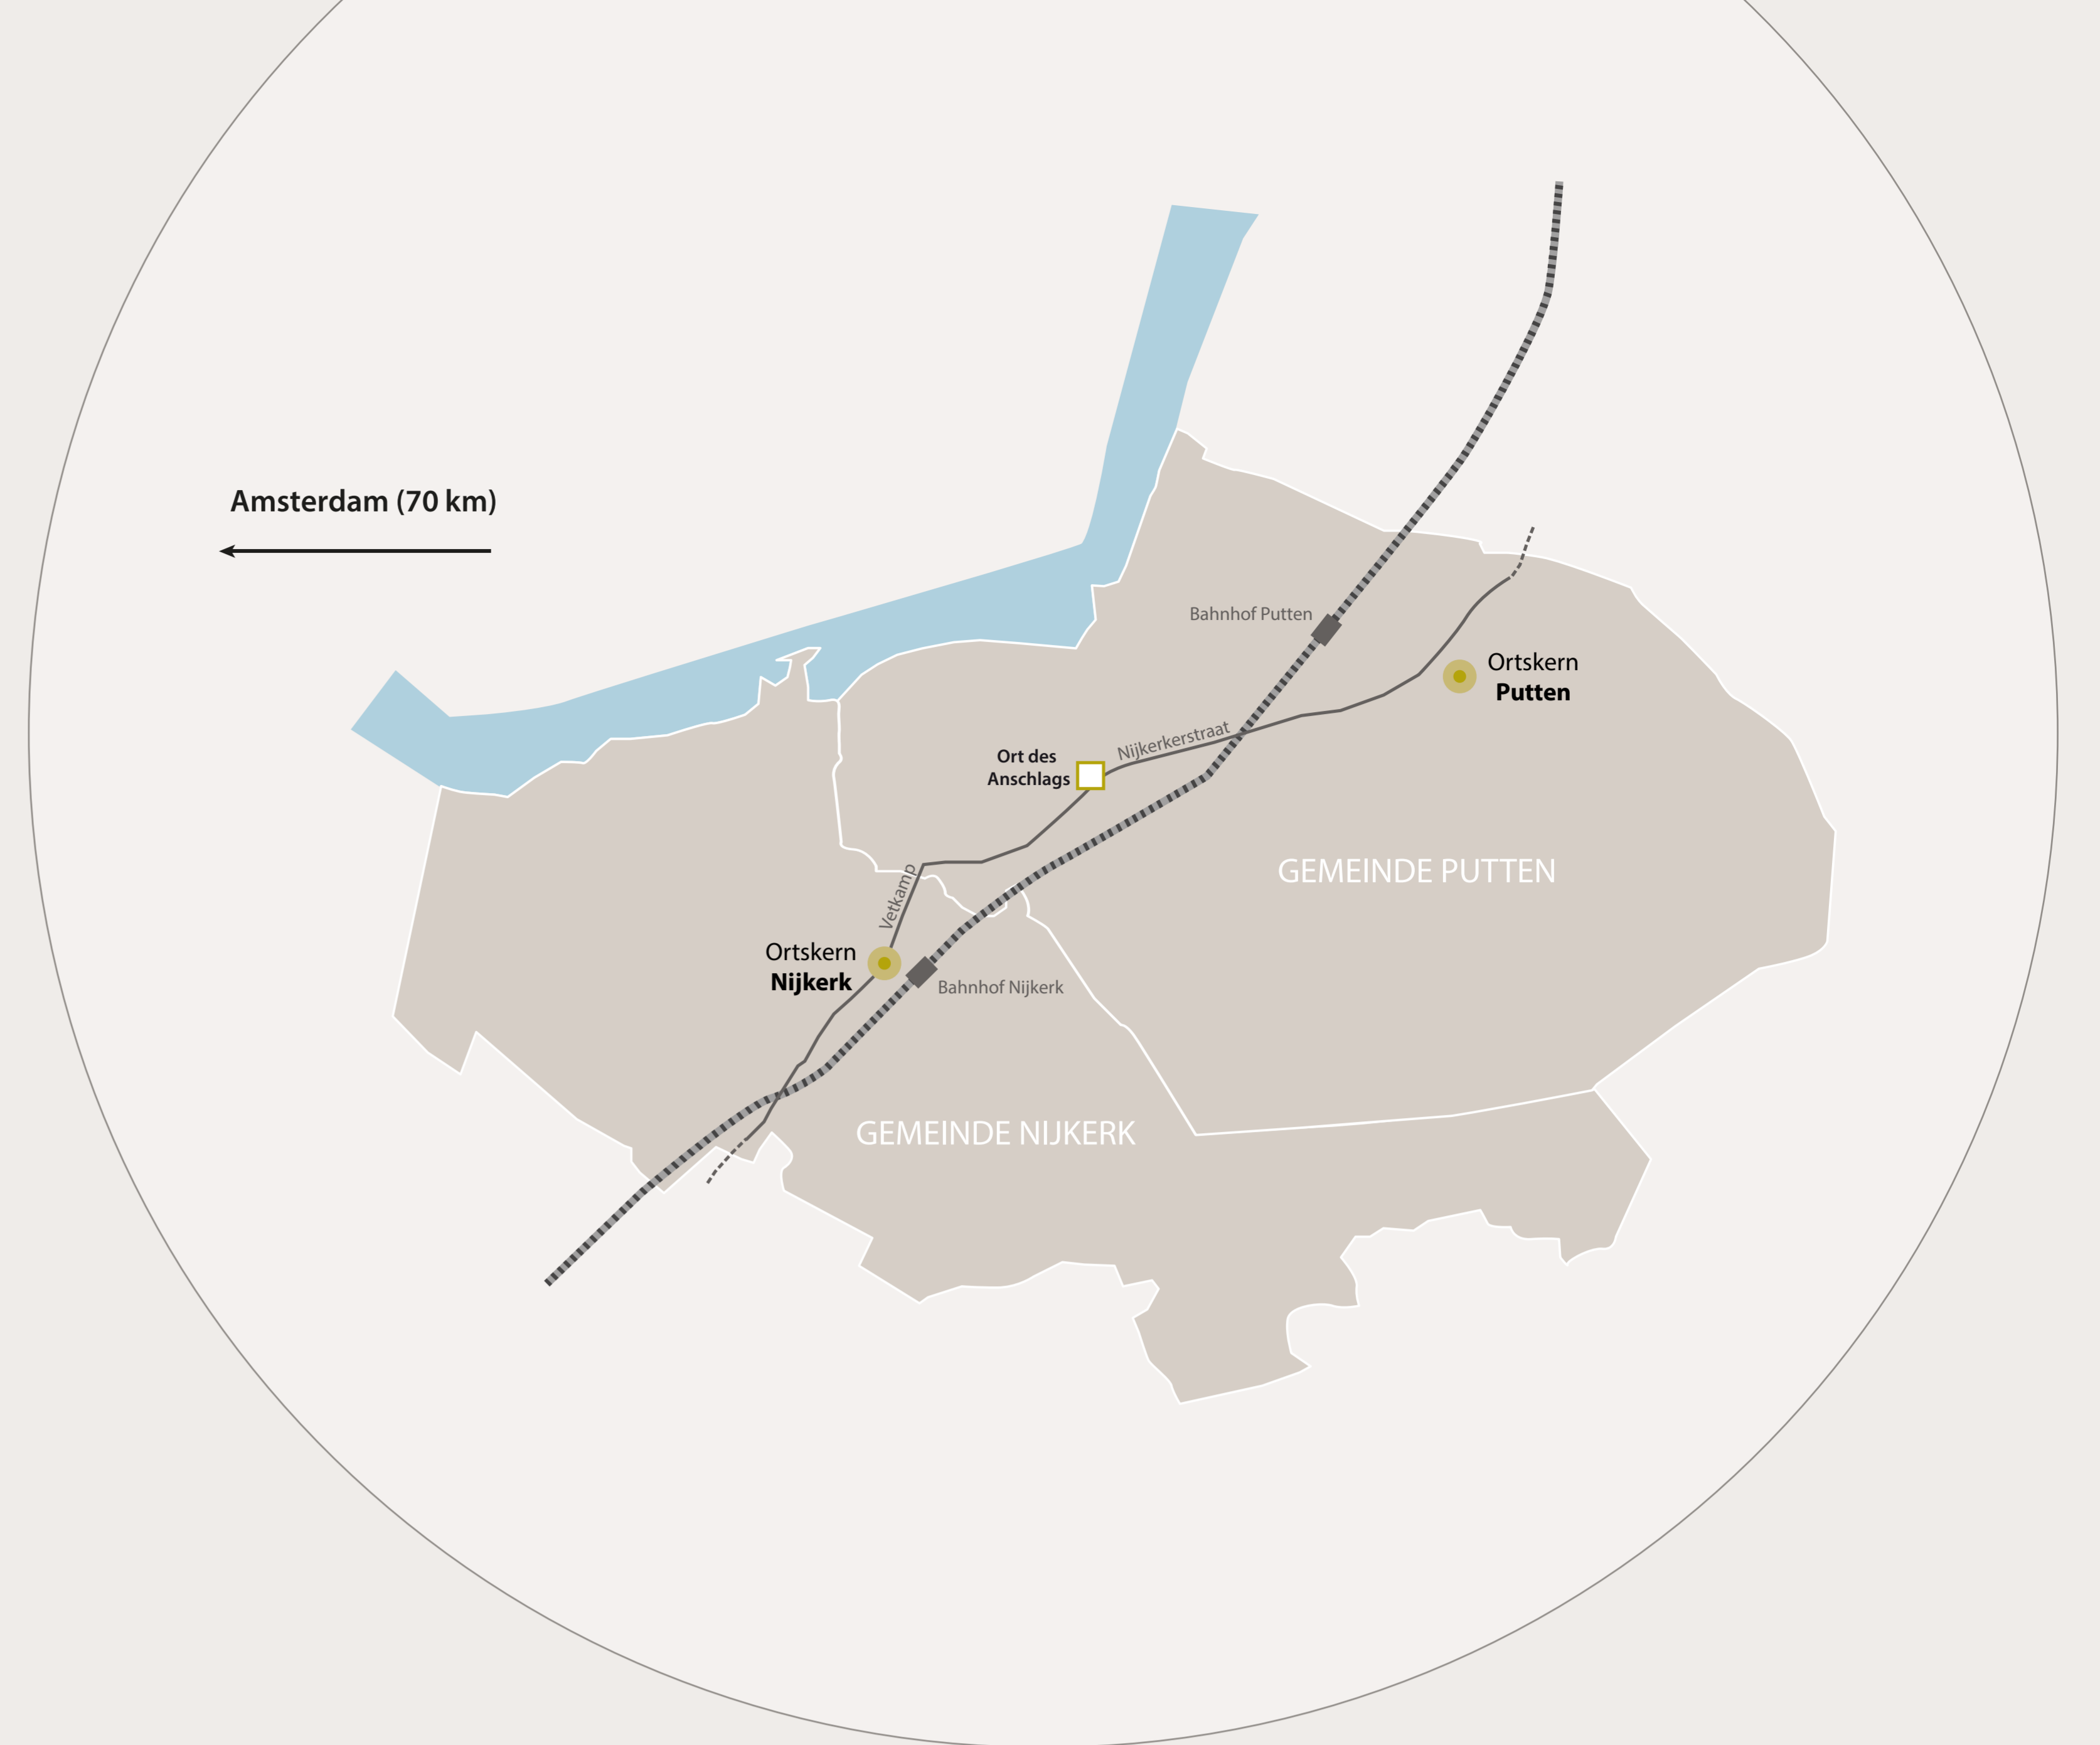 Amsterdam (70 km)
Bahnhof Putten
Ortskern
Putten
Nijkerkerstraat
Ort des
Anschlags
GEMEINDE PUTTEN
Vetkamp
Ortskern
Nijkerk
Bahnhof Nijkerk
GEMEINDE NIJKERK